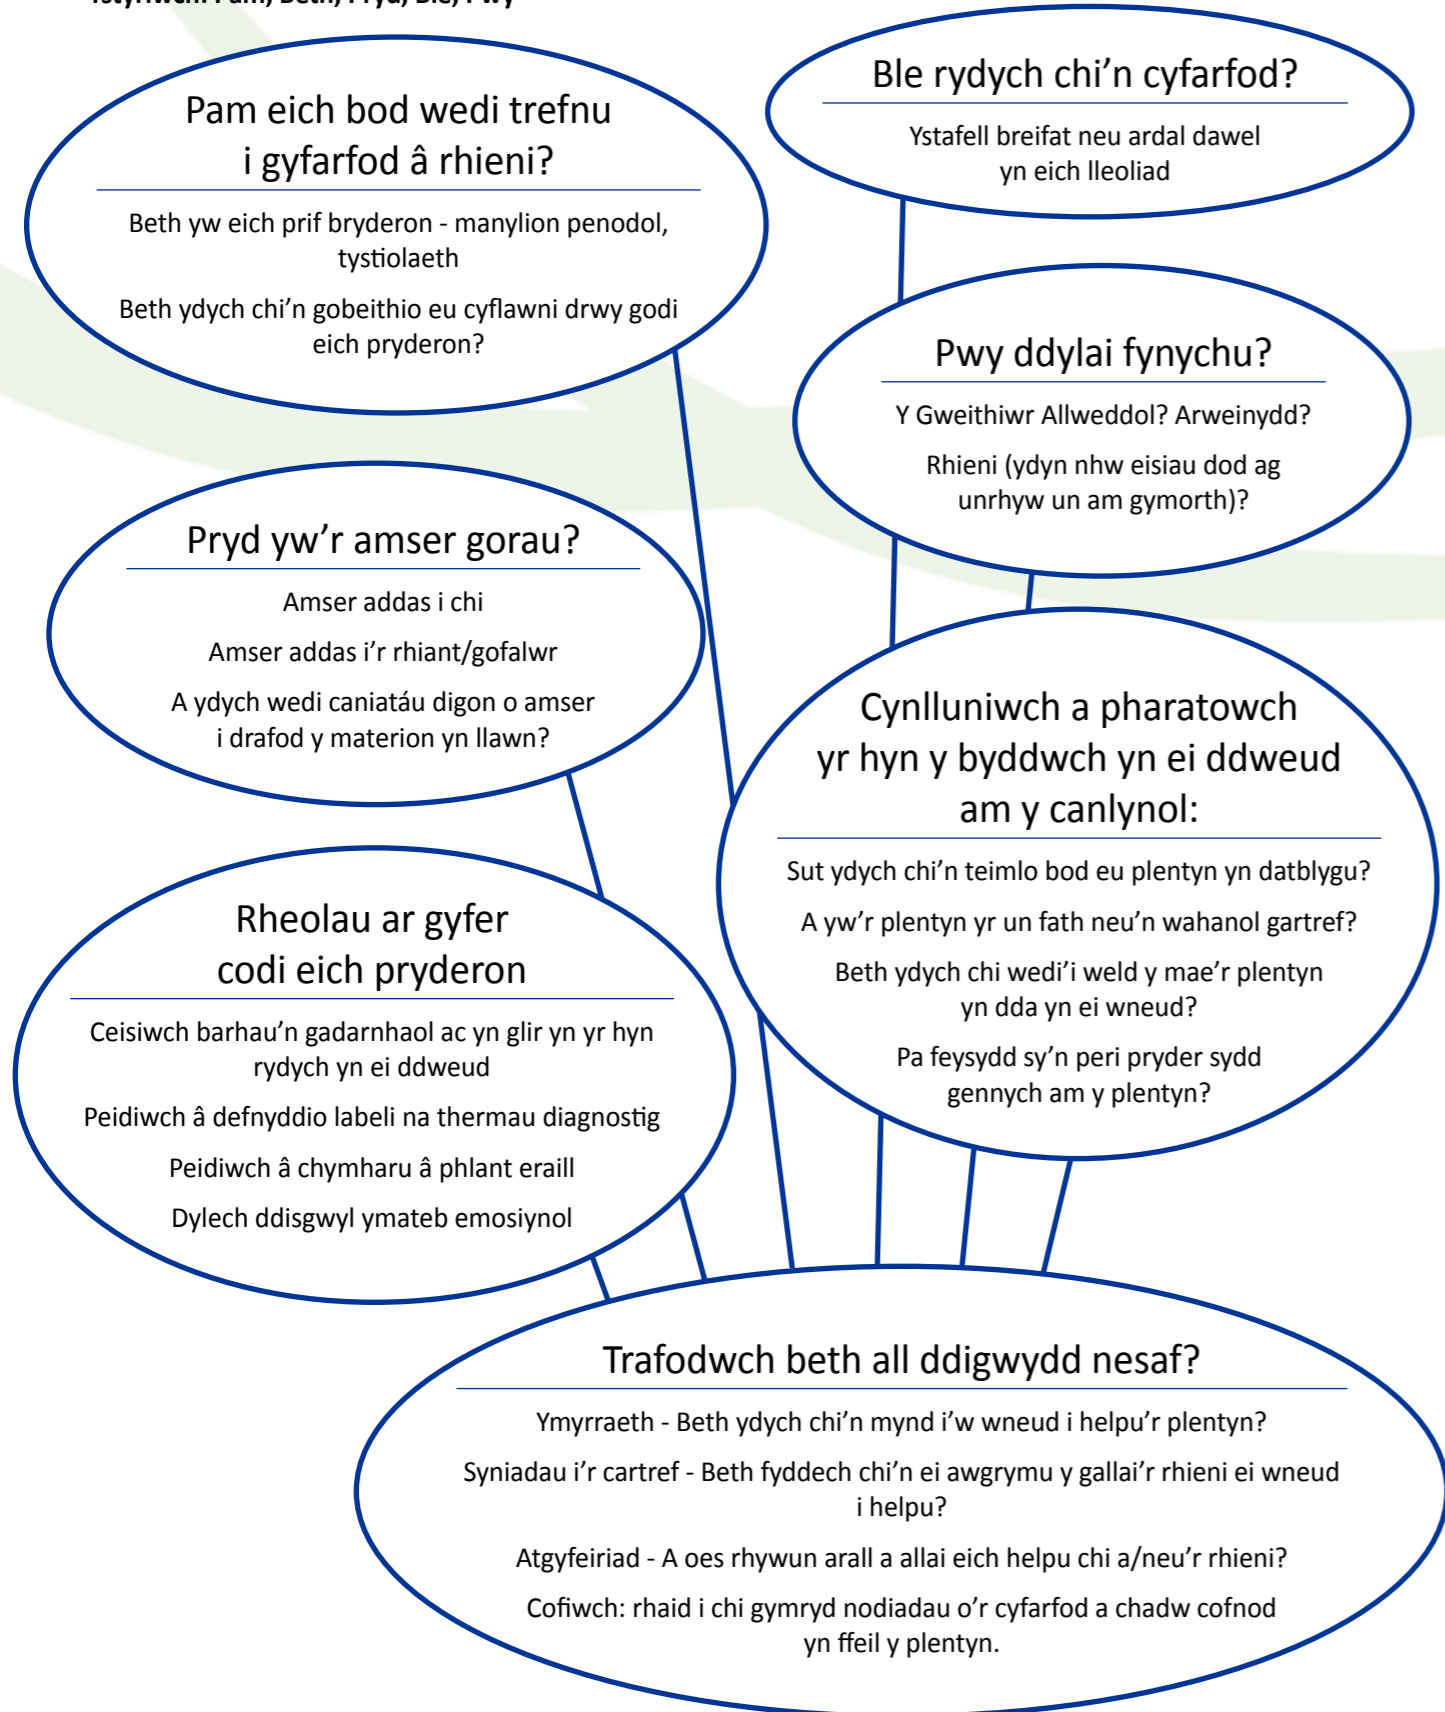 Pam eich bod wedi trefnu
i gyfarfod â rhieni?
Beth yw eich prif bryderon - manylion penodol,
tystiolaeth
Beth ydych chi'n gobeithio eu cyflawni drwy godi
eich pryderon?
Ble rydych chi'n cyfarfod?
Ystafell breifat neu ardal dawel
yn eich lleoliad
Pwy ddylai fynychu?
Y Gweithiwr Allweddol? Arweinydd?
Rhieni (ydyn nhw eisiau dod ag
unrhyw un am gymorth)?
Pryd yw'r amser gorau?
Amser addas i chi
Amser addas i'r rhiant/gofalwr
A ydych wedi caniatáu digon o amser
i drafod y materion yn llawn?
Cynlluniwch a pharatowch
yr hyn y byddwch yn ei ddweud
am y canlynol:
Sut ydych chi'n teimlo bod eu plentyn yn datblygu?
A yw'r plentyn yr un fath neu'n wahanol gartref?
Beth ydych chi wedi'i weld y mae'r plentyn
yn dda yn ei wneud?
Pa feysydd sy'n peri pryder sydd
gennych am y plentyn?
Rheolau ar gyfer
codi eich pryderon
Ceisiwch barhau'n gadarnhaol ac yn glir yn yr hyn
rydych yn ei ddweud
Peidiwch â defnyddio labeli na thermau diagnostig
Peidiwch â chymharu â phlant eraill
Dylech ddisgwyl ymateb emosiynol
Trafodwch beth all ddigwydd nesaf?
Ymyrraeth - Beth ydych chi'n mynd i'w wneud i helpu'r plentyn?
Syniadau i'r cartref - Beth fyddech chi'n ei awgrymu y gallai'r rhieni ei wneud
i helpu?
Atgyfeiriad - A oes rhywun arall a allai eich helpu chi a/neu'r rhieni?
Cofiwch: rhaid i chi gymryd nodiadau o'r cyfarfod a chadw cofnod
yn ffeil y plentyn.